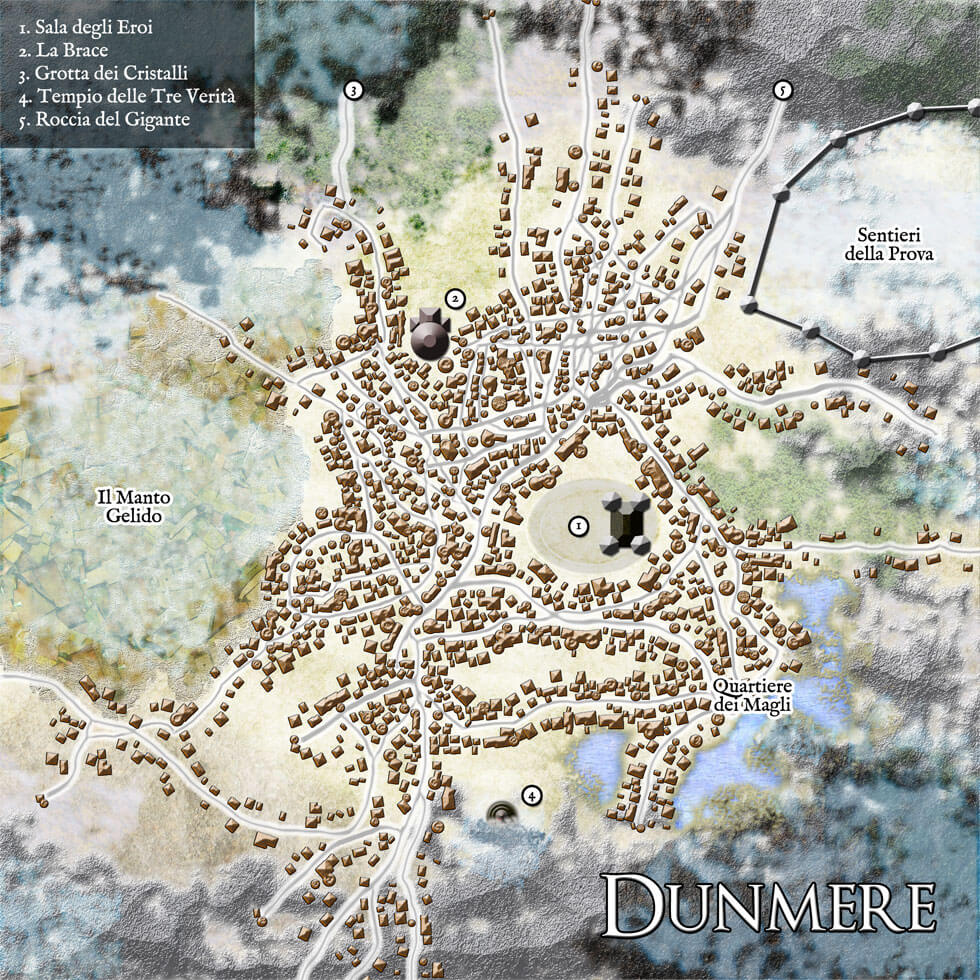 1. Sala degli Eroi
2. La Brace
3. Grotta dei Cristalli
4. Tempio delle Tre Verità
5. Roccia del Gigante
3
5
Sentieri
della Prova
2
Il Manto
Gelido
1
Quartiere
dei Magli
4
DUNMERE